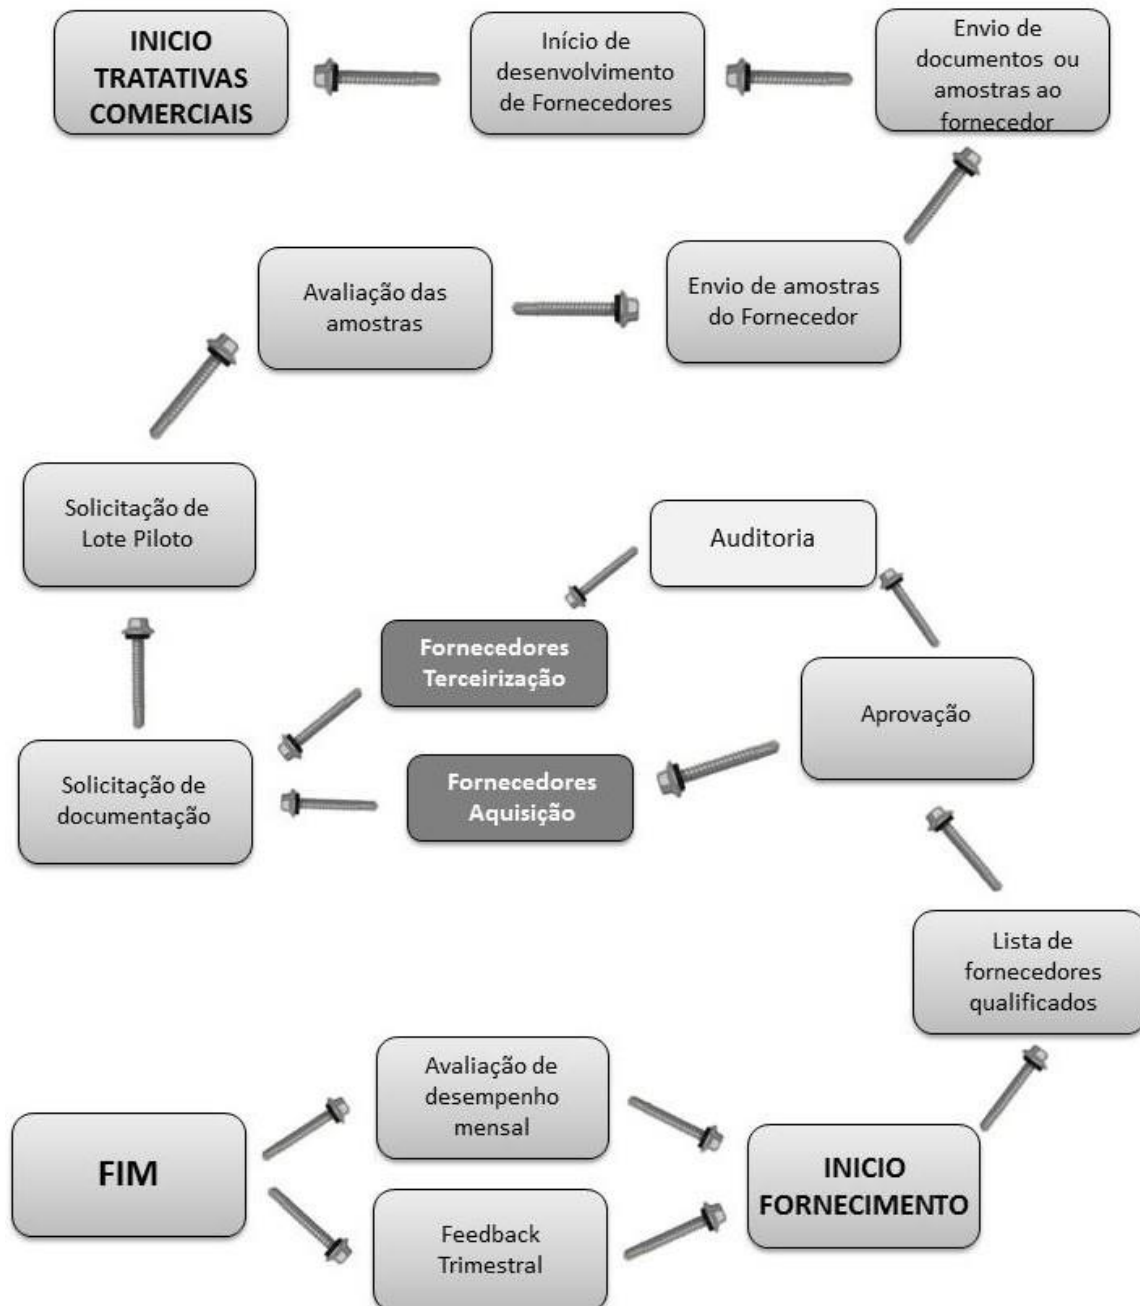 INICIO
TRATATIVAS
COMERCIAIS
Início de
desenvolvimento
de Fornecedores
Envio de
documentos ou
amostras ao
fornecedor
Avaliação das
amostras
Envio de amostras
do Fornecedor
Solicitação de
Lote Piloto
Auditoria
Fornecedores
Terceirização
Aprovação
Solicitação de
documentação
Fornecedores
Aquisição
Lista de
fornecedores
qualificados
Avaliação de
desempenho
mensal
FIM
INICIO
FORNECIMENTO
Feedback
Trimestral